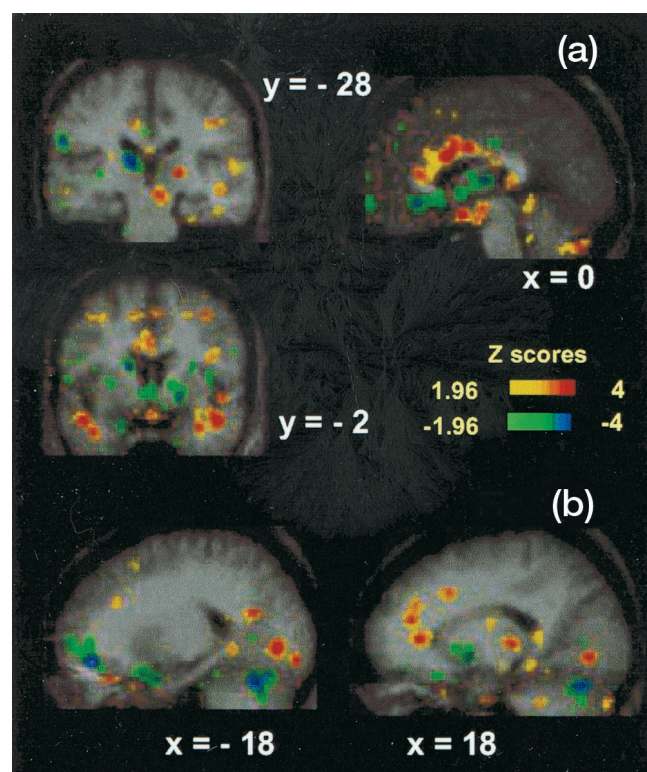 (a)
y = - 28
x = 0
Z scores
1.96 4
-1.96 -4
y = - 2
(b)
x = - 18
x = 18